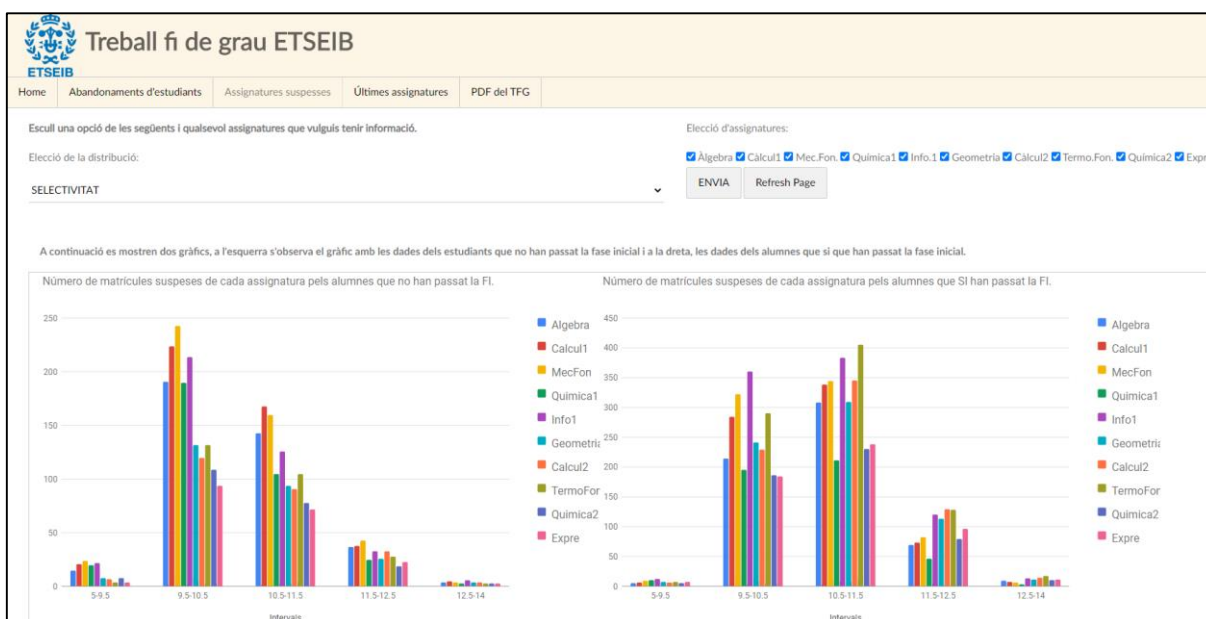 Treball fi de grau ETSEIB
ETSEIB
Home Abandonaments d'estudiants Assignatures suspeses Últimes assignatures PDF del TFG
Escull una opció de les següents i qualsevol assignatures que vulguis tenir informació.
Elecció d'assignatures:
Elecció de la distribució:
Àlgebra Càlcul1 Mec.Fon. Química1 Info.1 Geometria Càlcul2 Termo.Fon. Química2 Expre
SELECTIVITAT
ENVIA Refresh Page
A continuació es mostren dos gràfics, a l'esquerra s'observa el gràfic amb les dades dels estudiants que no han passat la fase inicial i a la dreta, les dades dels alumnes que si que han passat la fase inicial.
Número de matrícules suspeses de cada assignatura pels alumnes que no han passat la FI.
250
200
150
100
50
0
5-9.5 9.5-10.5 10.5-11.5 11.5-12.5 12.5-14
Intervals
Algebra
Calcul1
MecFon
Quimica1
Info1
Geometria
Calcul2
TermoFor
Quimica2
Expre
Número de matrícules suspeses de cada assignatura pels alumnes que SI han passat la FI.
450
400
350
300
250
200
150
100
50
0
5-9.5 9.5-10.5 10.5-11.5 11.5-12.5 12.5-14
Intervals
Algebra
Calcul1
MecFon
Quimica1
Info1
Geometria
Calcul2
TermoFor
Quimica2
Expre